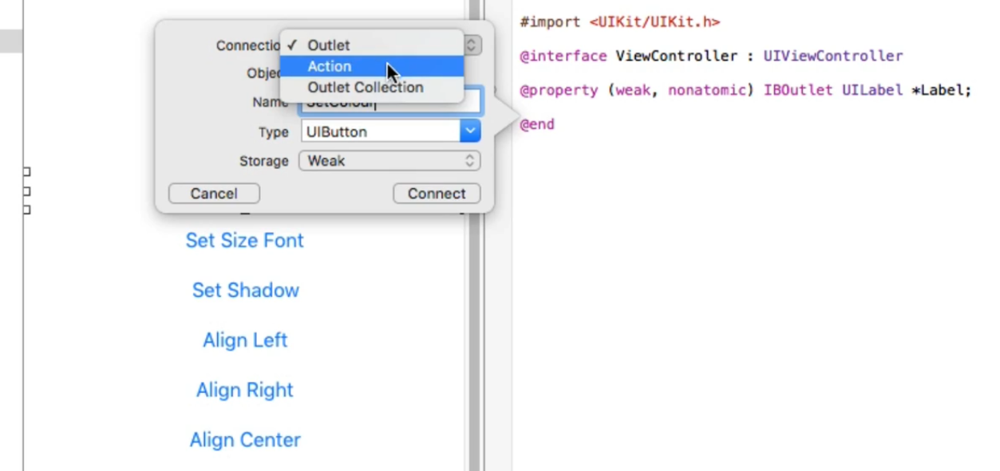 Connectio ✓ Outlet
Action
Objec
Outlet Collection
Name SetColour
Type UIButton
Storage Weak
Cancel Connect
Set Size Font
Set Shadow
Align Left
Align Right
Align Center
#import <UIKit/UIKit.h>
@interface ViewController : UIViewController
@property (weak, nonatomic) IBOutlet UILabel *Label;
@end